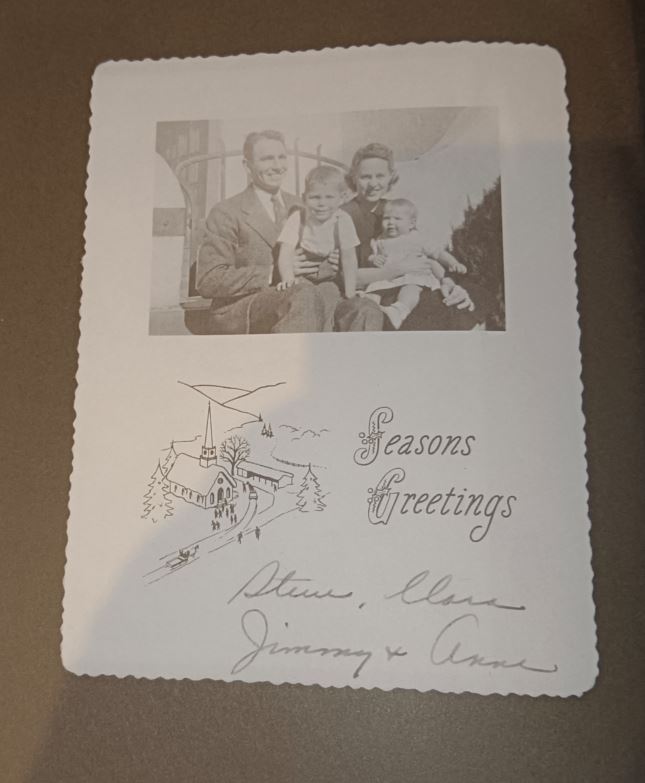 Seasons
Greetings
Steve, Clara
Jimmy & Anne